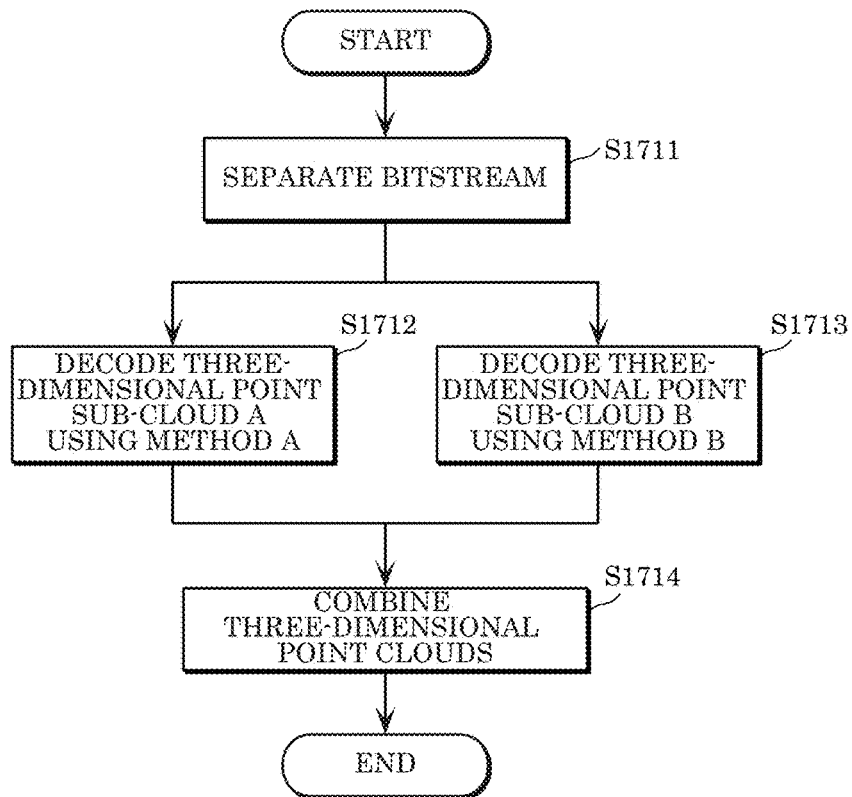 START
S1711
SEPARATE BITSTREAM
S1712
DECODE THREE-
DIMENSIONAL POINT
SUB-CLOUD A
USING METHOD A
S1713
DECODE THREE-
DIMENSIONAL POINT
SUB-CLOUD B
USING METHOD B
S1714
COMBINE
THREE-DIMENSIONAL
POINT CLOUDS
END